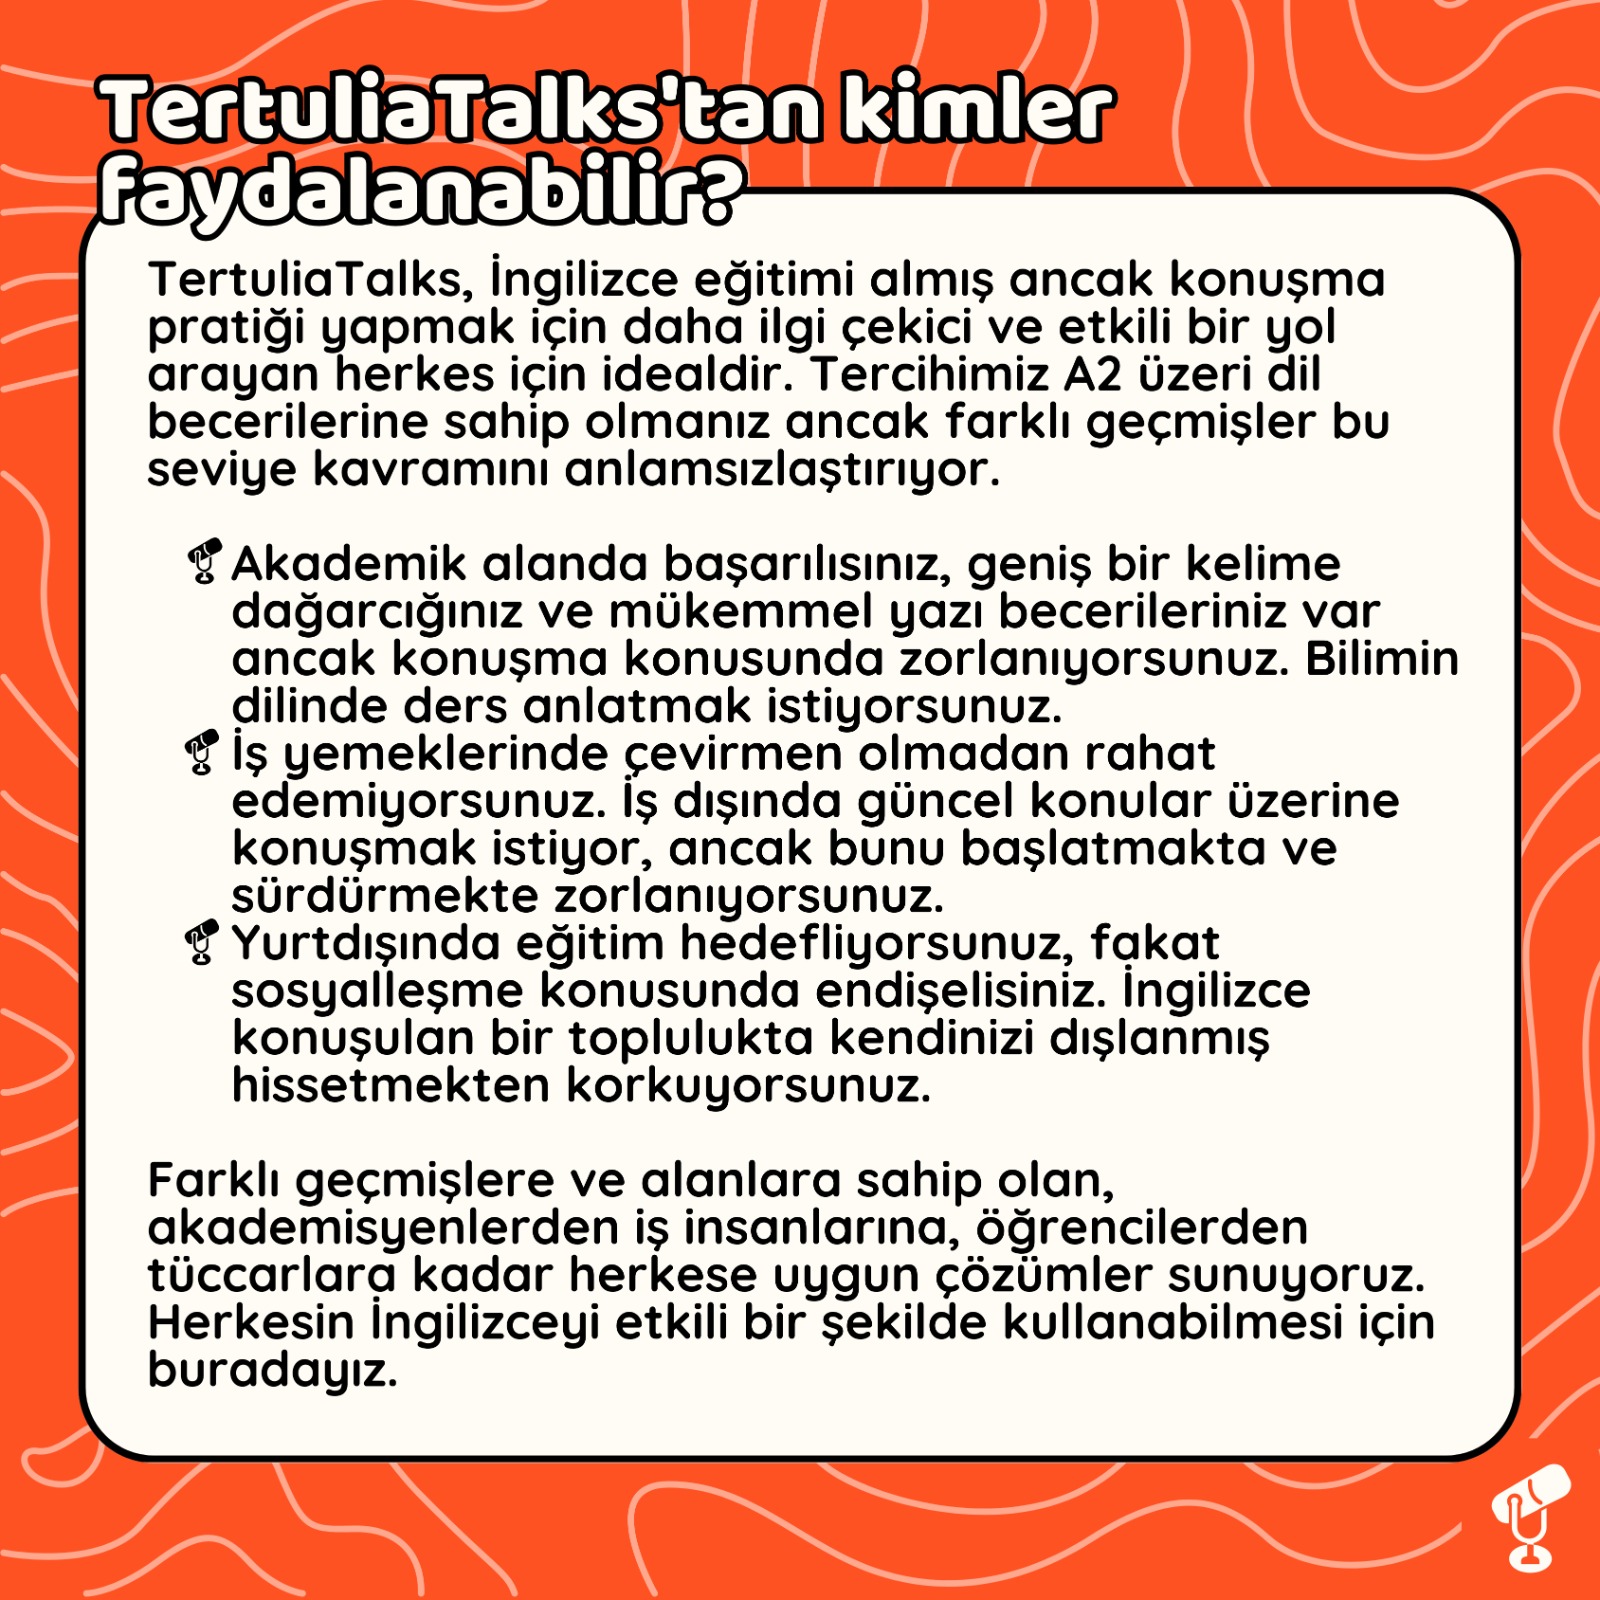 TertuliaTalks'tan kimler
faydalanabilir?
TertuliaTalks, İngilizce eğitimi almış ancak konuşma
pratiği yapmak için daha ilgi çekici ve etkili bir yol
arayan herkes için idealdir. Tercihimiz A2 üzeri dil
becerilerine sahip olmanız ancak farklı geçmişler bu
seviye kavramını anlamsızlaştırıyor.
Akademik alanda başarılısınız, geniş bir kelime
dağarcığınız ve mükemmel yazı becerileriniz var
ancak konuşma konusunda zorlanıyorsunuz. Bilimin
dilinde ders anlatmak istiyorsunuz.
İş yemeklerinde çevirmen olmadan rahat
edemiyorsunuz. İş dışında güncel konular üzerine
konuşmak istiyor, ancak bunu başlatmakta ve
sürdürmekte zorlanıyorsunuz.
Yurtdışında eğitim hedefliyorsunuz, fakat
sosyalleşme konusunda endişelisiniz. İngilizce
konuşulan bir toplulukta kendinizi dışlanmış
hissetmekten korkuyorsunuz.
Farklı geçmişlere ve alanlara sahip olan,
akademisyenlerden iş insanlarına, öğrencilerden
tüccarlara kadar herkese uygun çözümler sunuyoruz.
Herkesin İngilizceyi etkili bir şekilde kullanabilmesi için
buradayız.